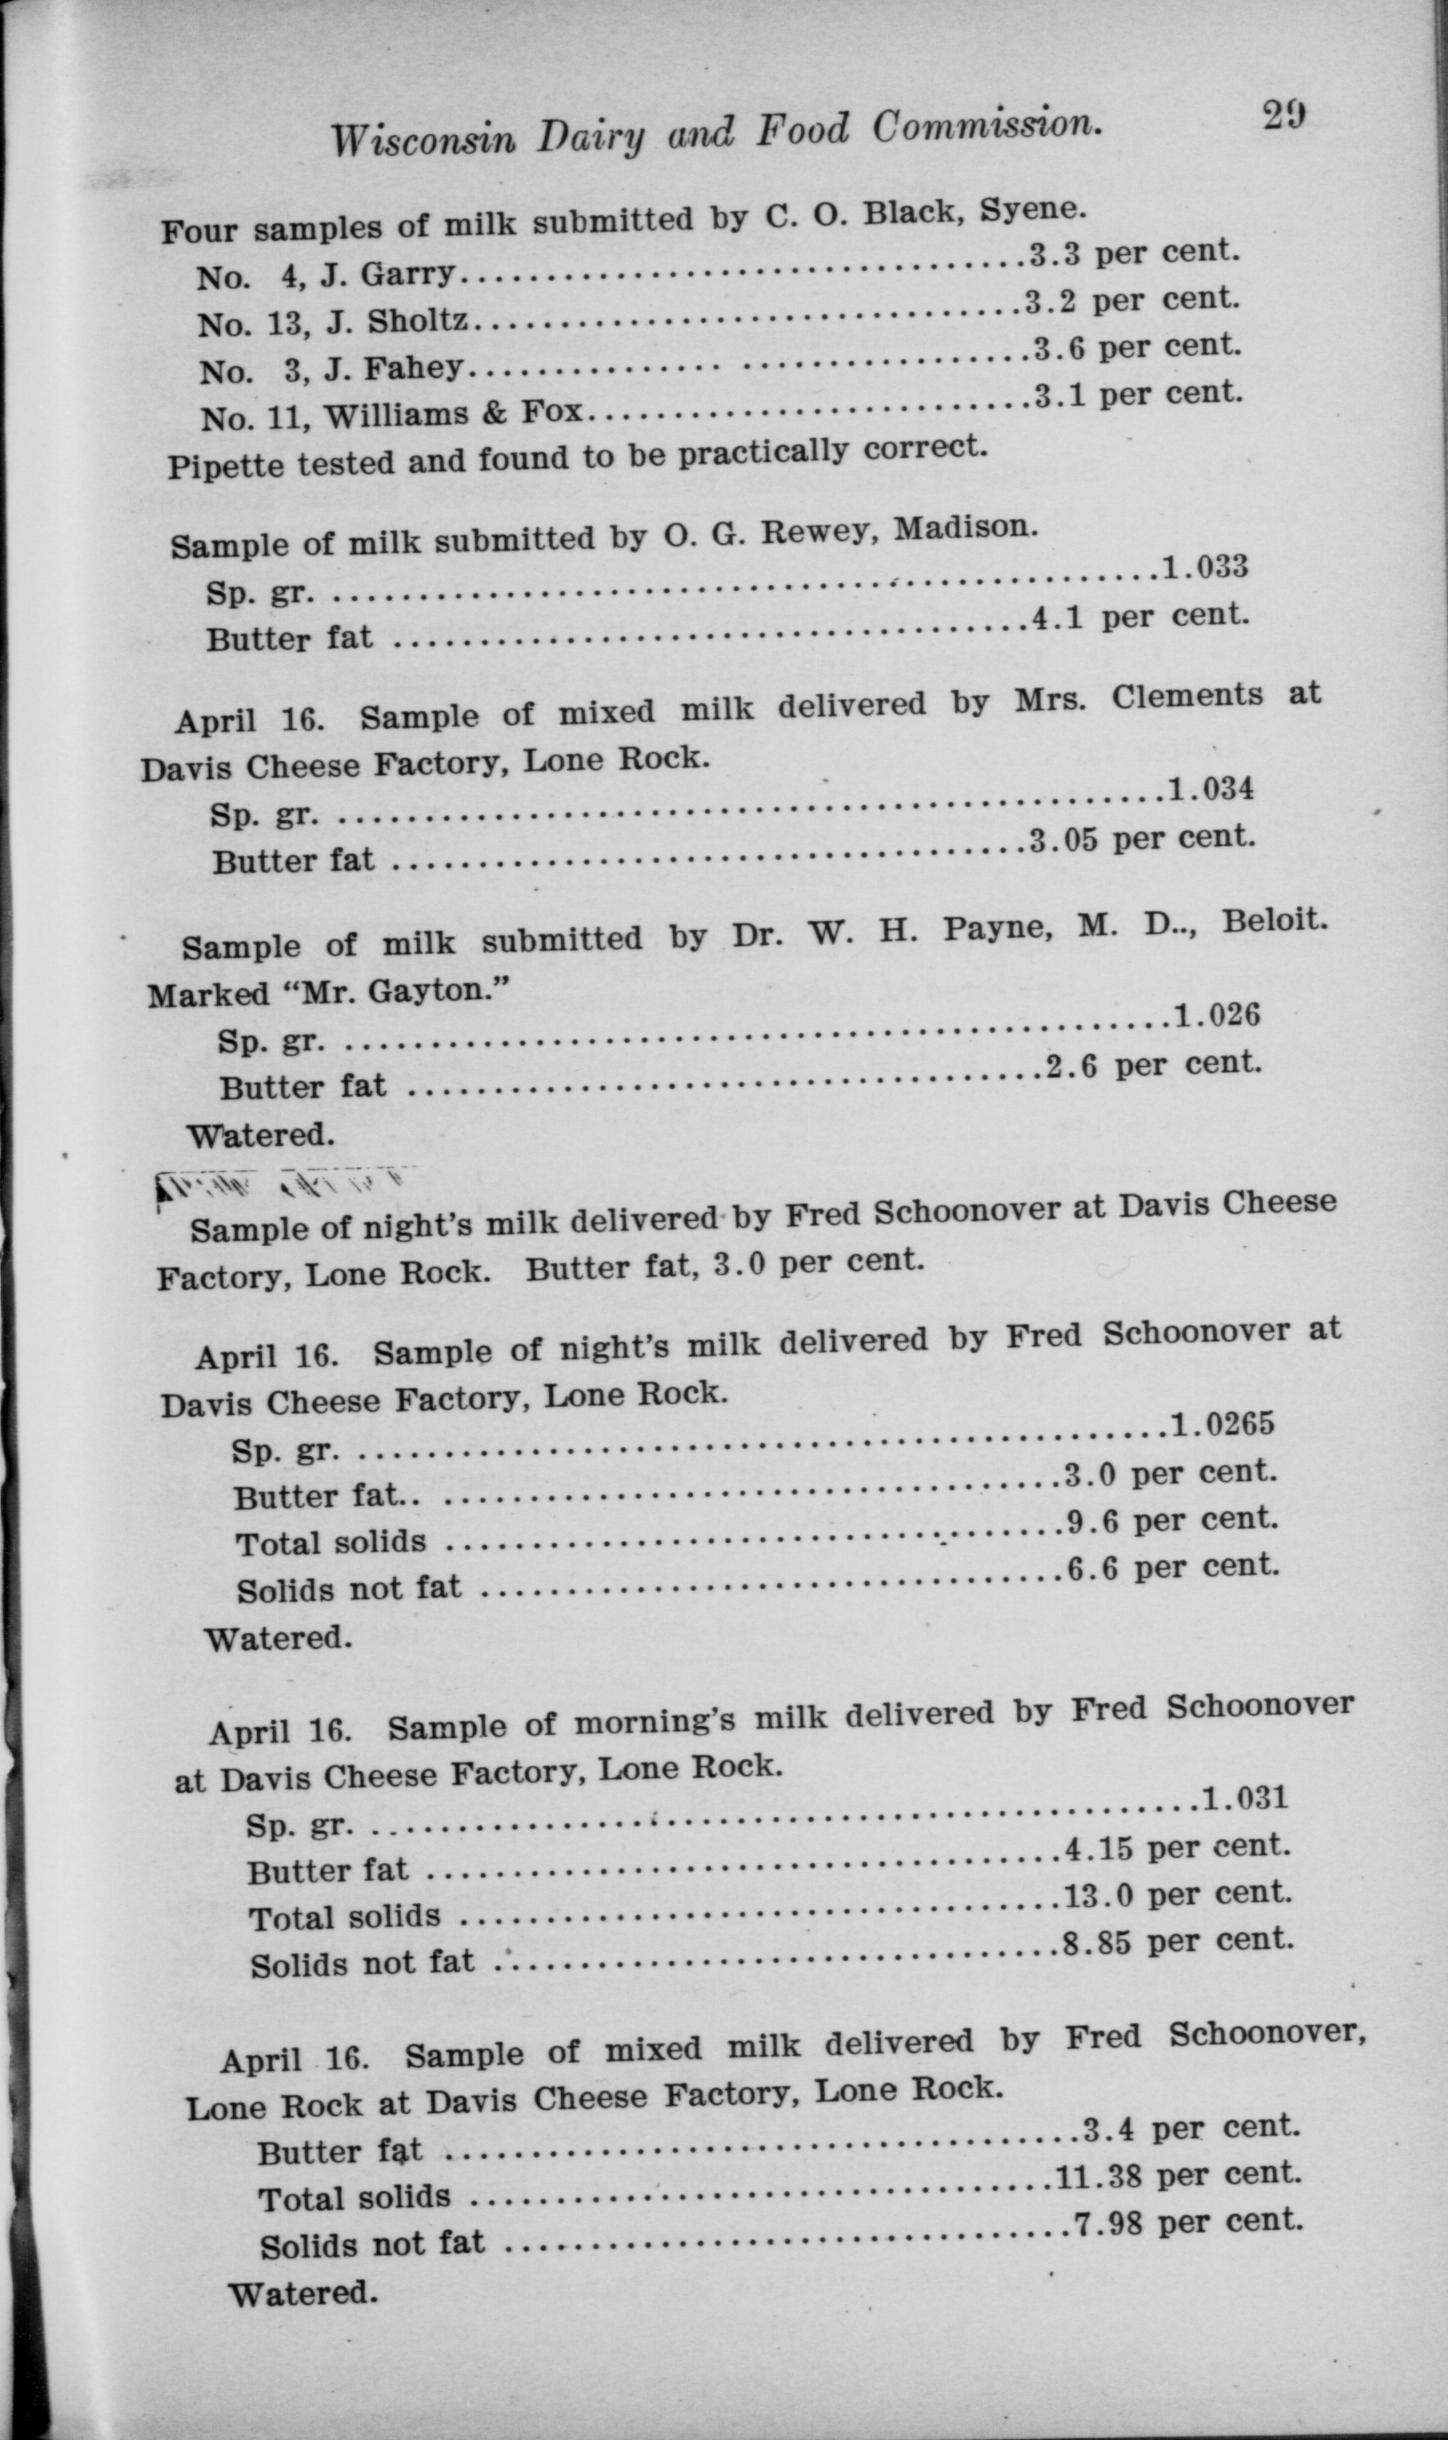 Wisconsin Dairy and Food Commission. 29
Four samples of milk submitted by C. O. Black, Syene.
No. 4, J. Garry.................................3.3 per cent.
No. 13, J. Sholtz................................3.2 per cent.
No. 3, J. Fahey............... .................3.6 per cent.
No. 11, Williams & Fox..........................3.1 per cent.
Pipette tested and found to be practically correct.
Sample of milk submitted by O. G. Rewey, Madison.
Sp. gr. ................................................1.033
Butter fat .....................................4.1 per cent.
April 16. Sample of mixed milk delivered by Mrs. Clements at
Davis Cheese Factory, Lone Rock.
Sp. gr. ................................................1.034
Butter fat .....................................3.05 per cent.
Sample of milk submitted by Dr. W. H. Payne, M. D.., Beloit.
Marked “Mr. Gayton.”
Sp. gr. ................................................1.026
Butter fat .....................................2.6 per cent.
Watered.
Sample of night’s milk delivered by Fred Schoonover at Davis Cheese
Factory, Lone Rock. Butter fat, 3.0 per cent.
April 16. Sample of night’s milk delivered by Fred Schoonover at
Davis Cheese Factory, Lone Rock.
Sp. gr. ...............................................1.0265
Butter fat.. ....................................3.0 per cent.
Total solids ....................................9.6 per cent.
Solids not fat ..................................6.6 per cent.
Watered.
April 16. Sample of morning’s milk delivered by Fred Schoonover
at Davis Cheese Factory, Lone Rock.
Sp. gr. ................................................1.031
Butter fat .....................................4.15 per cent.
Total solids ...................................13.0 per cent.
Solids not fat .................................8.85 per cent.
April 16. Sample of mixed milk delivered by Fred Schoonover,
Lone Rock at Davis Cheese Factory, Lone Rock.
Butter fat .....................................3.4 per cent.
Total solids ..................................11.38 per cent.
Solids not fat .................................7.98 per cent.
Watered.